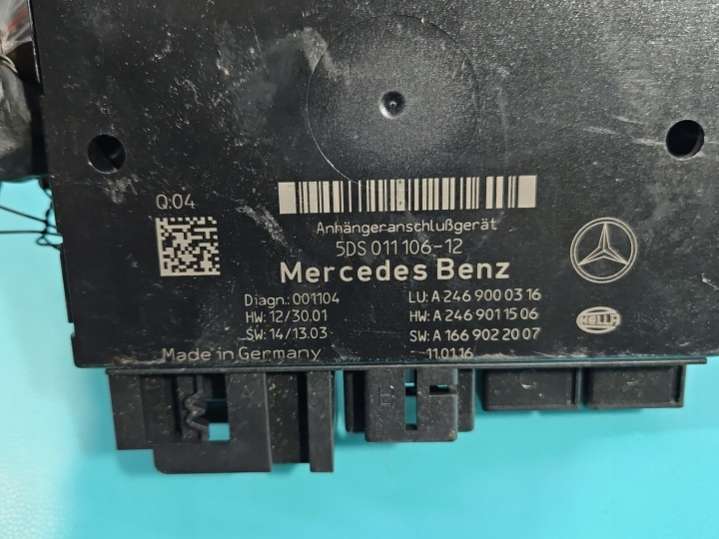 Q:04
Anhängeranschlußgerät
5DS 011 106-12
Mercedes Benz
Diagn.: 001104
HW: 12/30.01
SW: 14/13.03
Made in Germany
LU: A 246 900 03 16
HW: A 246 901 15 06
SW: A 166 902 20 07
11.01.16
HELLA